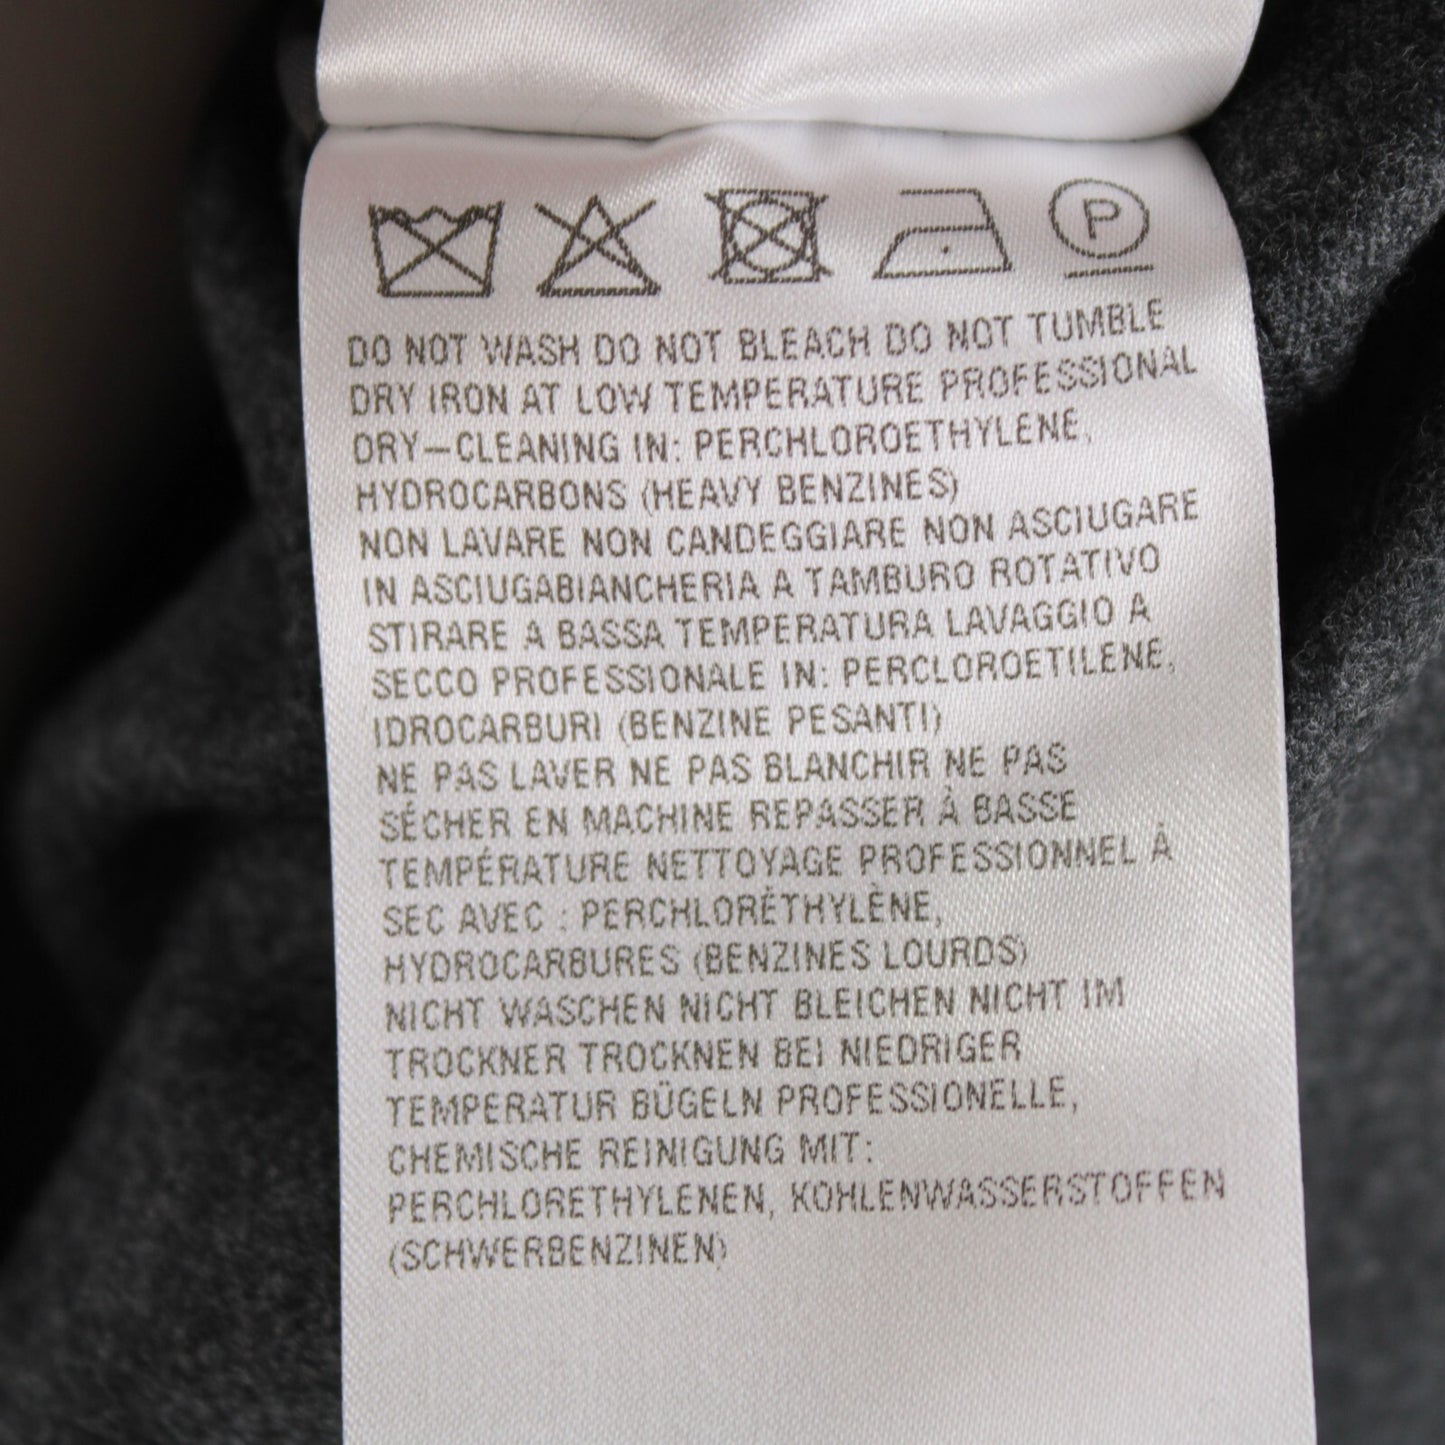 P
DO NOT WASH DO NOT BLEACH DO NOT TUMBLE
DRY IRON AT LOW TEMPERATURE PROFESSIONAL
DRY-CLEANING IN: PERCHLOROETHYLENE,
HYDROCARBONS (HEAVY BENZINES)
NON LAVARE NON CANDEGGIARE NON ASCIUGARE
IN ASCIUGABIANCHERIA A TAMBURO ROTATIVO
STIRARE A BASSA TEMPERATURA LAVAGGIO A
SECCO PROFESSIONALE IN: PERCLOROETILENE,
IDROCARBURI (BENZINE PESANTI)
NE PAS LAVER NE PAS BLANCHIR NE PAS
SÉCHER EN MACHINE REPASSER À BASSE
TEMPÉRATURE NETTOYAGE PROFESSIONNEL À
SEC AVEC : PERCHLORÉTHYLÈNE,
HYDROCARBURES (BENZINES LOURDS)
NICHT WASCHEN NICHT BLEICHEN NICHT IM
TROCKNER TROCKNEN BEI NIEDRIGER
TEMPERATUR BÜGELN PROFESSIONELLE,
CHEMISCHE REINIGUNG MIT:
PERCHLORETHYLENEN, KOHLENWASSERSTOFFEN
(SCHWERBENZINEN)